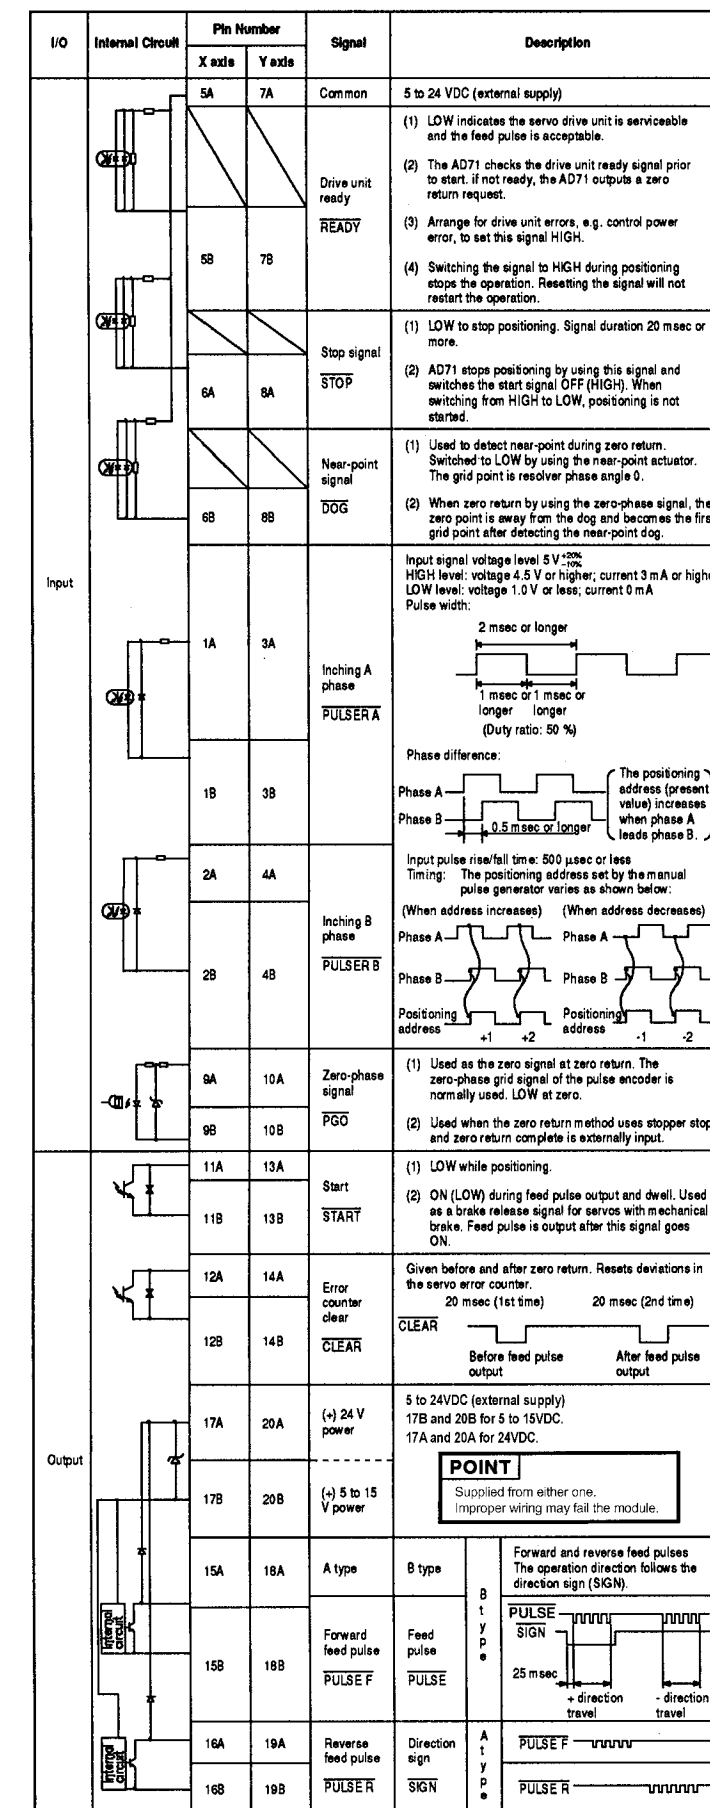 I/O
Internal Circuit
Pin Number
Signal
Description
X axis
Y axis
5A
7A
Common
5 to 24 VDC (external supply)
5B
7B
Drive unit
ready
READY
(1) LOW indicates the servo drive unit is serviceable
and the feed pulse is acceptable.
(2) The AD71 checks the drive unit ready signal prior
to start. if not ready, the AD71 outputs a zero
return request.
(3) Arrange for drive unit errors, e.g. control power
error, to set this signal HIGH.
(4) Switching the signal to HIGH during positioning
stops the operation. Resetting the signal will not
restart the operation.
6A
8A
Stop signal
STOP
(1) LOW to stop positioning. Signal duration 20 msec or
more.
(2) AD71 stops positioning by using this signal and
switches the start signal OFF (HIGH). When
switching from HIGH to LOW, positioning is not
started.
6B
8B
Near-point
signal
DOG
(1) Used to detect near-point during zero return.
Switched to LOW by using the near-point actuator.
The grid point is resolver phase angle 0.
(2) When zero return by using the zero-phase signal, the
zero point is away from the dog and becomes the firs
grid point after detecting the near-point dog.
Input
1A
3A
1B
3B
Inching A
phase
PULSER A
Input signal voltage level 5 V +20% -10%
HIGH level: voltage 4.5 V or higher; current 3 mA or highe
LOW level: voltage 1.0 V or less; current 0 mA
Pulse width:
2 msec or longer
1 msec or 1 msec or
longer longer
(Duty ratio: 50 %)
Phase difference:
Phase A
Phase B
0.5 msec or longer
The positioning
address (present
value) increases
when phase A
leads phase B.
2A
4A
2B
4B
Inching B
phase
PULSER B
Input pulse rise/fall time: 500 µsec or less
Timing: The positioning address set by the manual
pulse generator varies as shown below:
(When address increases) (When address decreases)
Phase A
Phase A
Phase B
Phase B
Positioning
address
+1
+2
Positioning
address
-1
-2
9A
10A
9B
10B
Zero-phase
signal
PGO
(1) Used as the zero signal at zero return. The
zero-phase grid signal of the pulse encoder is
normally used. LOW at zero.
(2) Used when the zero return method uses stopper stop
and zero return complete is externally input.
Output
11A
13A
11B
13B
Start
START
(1) LOW while positioning.
(2) ON (LOW) during feed pulse output and dwell. Used
as a brake release signal for servos with mechanical
brake. Feed pulse is output after this signal goes
ON.
12A
14A
12B
14B
Error
counter
clear
CLEAR
Given before and after zero return. Resets deviations in
the servo error counter.
20 msec (1st time) 20 msec (2nd time)
CLEAR
Before feed pulse
output
After feed pulse
output
17A
20A
(+) 24 V
power
17B
20B
(+) 5 to 15
V power
5 to 24VDC (external supply)
17B and 20B for 5 to 15VDC.
17A and 20A for 24VDC.
POINT
Supplied from either one.
Improper wiring may fail the module.
15A
18A
A type
B type
15B
18B
Forward
feed pulse
PULSE F
Feed
pulse
PULSE
B type
Forward and reverse feed pulses
The operation direction follows the
direction sign (SIGN).
PULSE
SIGN
25 msec
+ direction
travel
- direction
travel
Internal
circuit
16A
19A
16B
19B
Reverse
feed pulse
PULSE R
Direction
sign
SIGN
A type
PULSE F
PULSE R
Internal
circuit